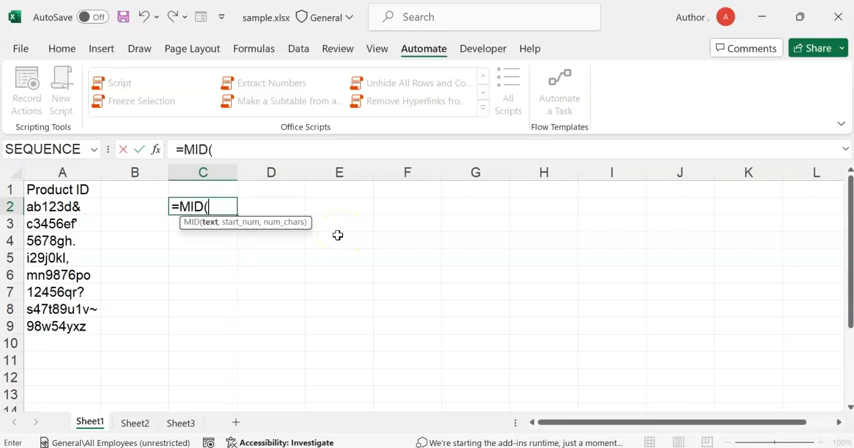 AutoSave Off sample.xlsx General Search Author . A
File Home Insert Draw Page Layout Formulas Data Review View Automate Developer Help Comments Share
Record Actions New Script Script Extract Numbers Unhide All Rows and Co... All Scripts Automate a Task
Freeze Selection Make a Subtable from a... Remove Hyperlinks fro...
Scripting Tools Office Scripts Flow Templates
SEQUENCE fx =MID(
A B C D E F G H I J K L
1 Product ID
2 ab123d& =MID(
3 c3456ef' MID(text, start_num, num_chars)
4 5678gh.
5 i29j0kl,
6 mn9876po
7 12456qr?
8 s47t89u1v~
9 98w54yxz
10
11
12
13
14
Sheet1 Sheet2 Sheet3 +
Enter General\All Employees (unrestricted) Accessibility: Investigate We're starting the add-ins runtime, just a moment... 100%